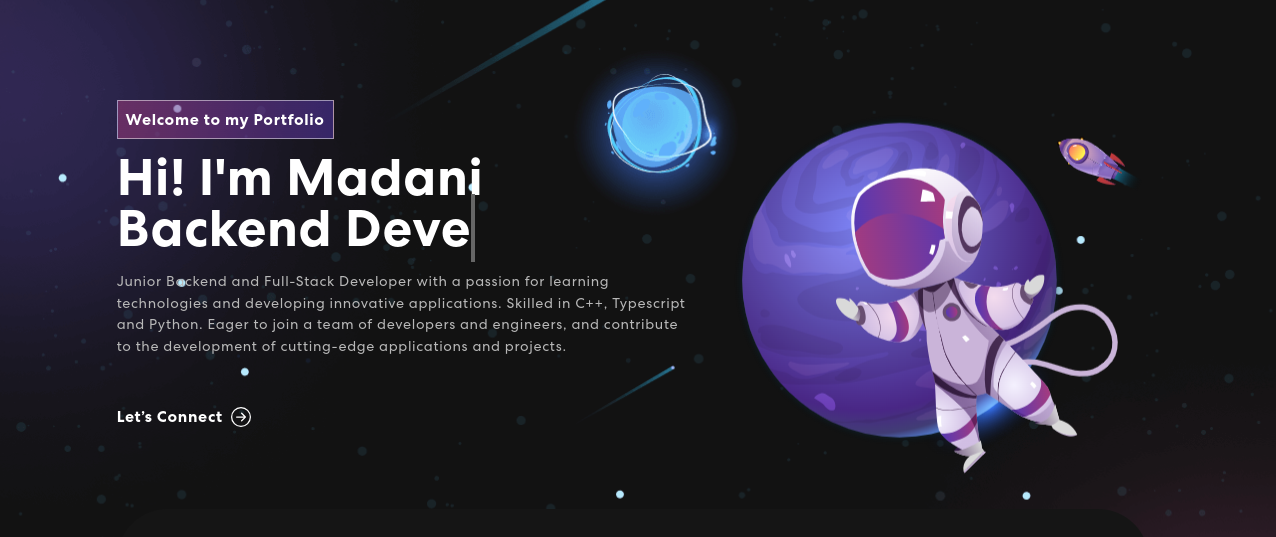 Welcome to my Portfolio
Hi! I'm Madani
Backend Deve
Junior Backend and Full-Stack Developer with a passion for learning
technologies and developing innovative applications. Skilled in C++, Typescript
and Python. Eager to join a team of developers and engineers, and contribute
to the development of cutting-edge applications and projects.
Let's Connect